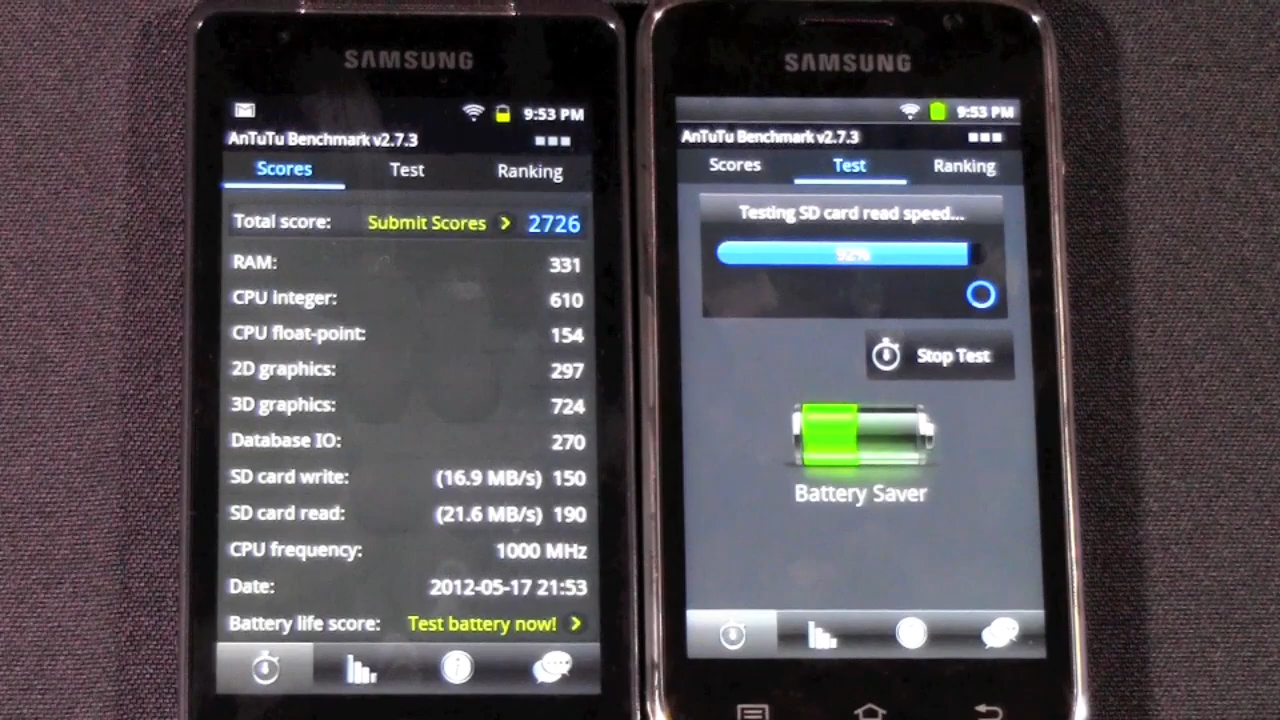 SAMSUNG
9:53 PM
AnTuTu Benchmark v2.7.3
Scores Test Ranking
Total score: Submit Scores > 2726
RAM: 331
CPU integer: 610
CPU float-point: 154
2D graphics: 297
3D graphics: 724
Database IO: 270
SD card write: (16.9 MB/s) 150
SD card read: (21.6 MB/s) 190
CPU frequency: 1000 MHz
Date: 2012-05-17 21:53
Battery life score: Test battery now! >
SAMSUNG
9:53 PM
AnTuTu Benchmark v2.7.3
Scores Test Ranking
Testing SD card read speed...
92%
Stop Test
Battery Saver